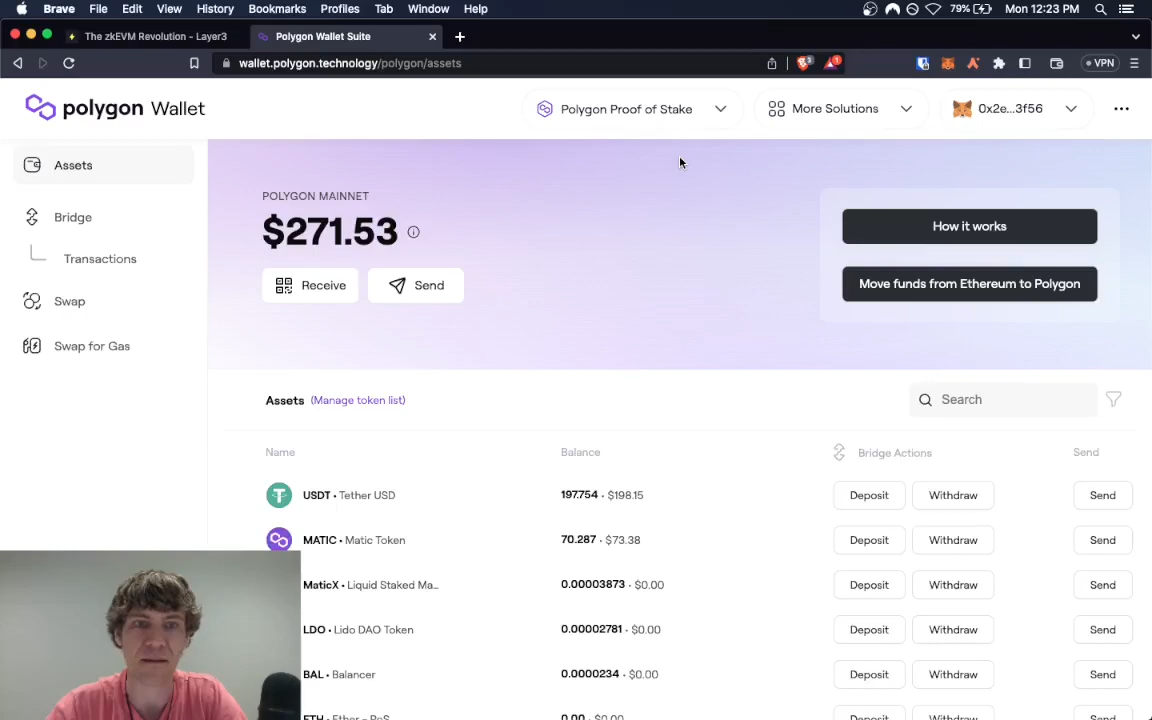 Brave File Edit View History Bookmarks Profiles Tab Window Help 79% Mon 12:23 PM
The zkEVM Revolution - Layer3
Polygon Wallet Suite
wallet.polygon.technology/polygon/assets
VPN
polygon Wallet
Polygon Proof of Stake
More Solutions
0x2e...3f56
Assets
Bridge
Transactions
Swap
Swap for Gas
POLYGON MAINNET
$271.53
Receive
Send
How it works
Move funds from Ethereum to Polygon
Assets (Manage token list)
Search
Name Balance Bridge Actions Send
USDT • Tether USD 197.754 • $198.15 Deposit Withdraw Send
MATIC • Matic Token 70.287 • $73.38 Deposit Withdraw Send
MaticX • Liquid Staked Ma... 0.00003873 • $0.00 Deposit Withdraw Send
LDO • Lido DAO Token 0.00002781 • $0.00 Deposit Withdraw Send
BAL • Balancer 0.0000234 • $0.00 Deposit Withdraw Send
ETH • Ether - PoS 0.00 • $0.00 Deposit Withdraw Send